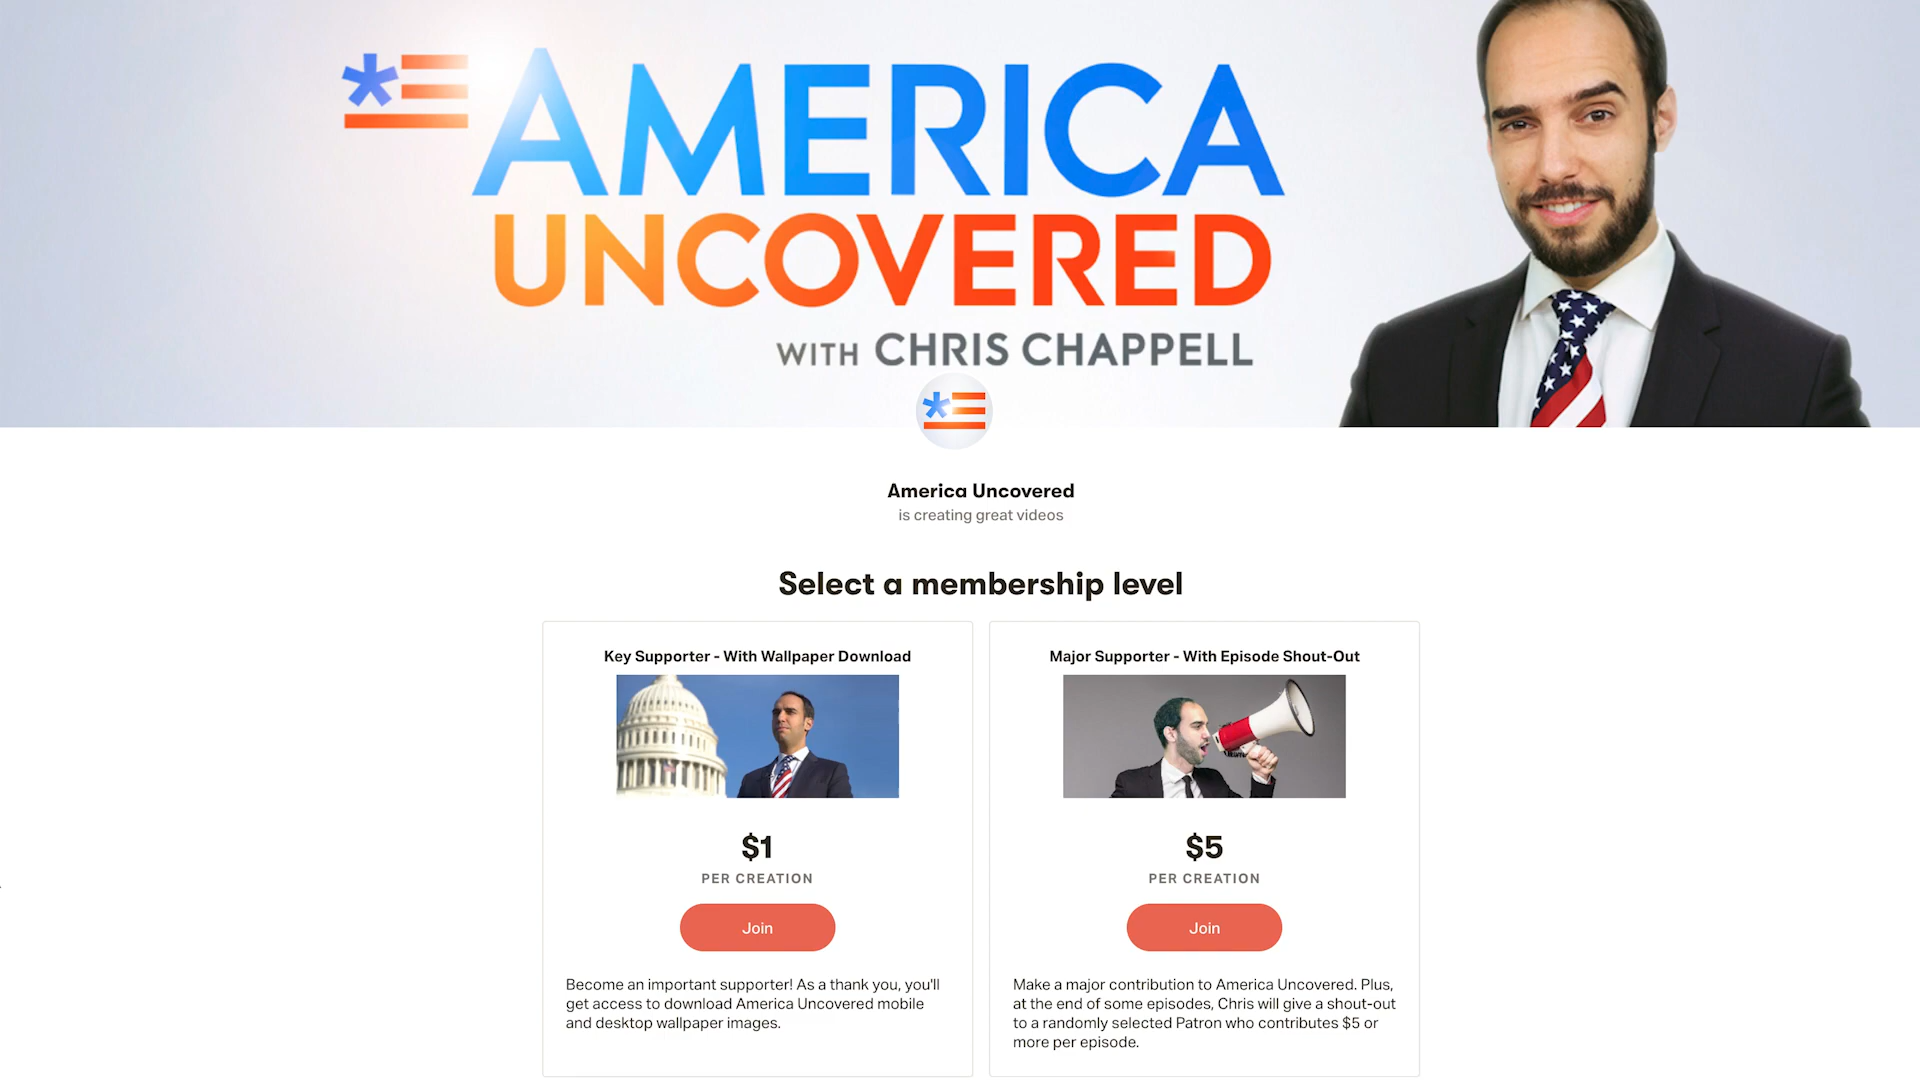 AMERICA
UNCOVERED
WITH CHRIS CHAPPELL
America Uncovered
is creating great videos
Select a membership level
Key Supporter - With Wallpaper Download
$1
PER CREATION
Join
Become an important supporter! As a thank you, you'll
get access to download America Uncovered mobile
and desktop wallpaper images.
Major Supporter - With Episode Shout-Out
$5
PER CREATION
Join
Make a major contribution to America Uncovered. Plus,
at the end of some episodes, Chris will give a shout-out
to a randomly selected Patron who contributes $5 or
more per episode.